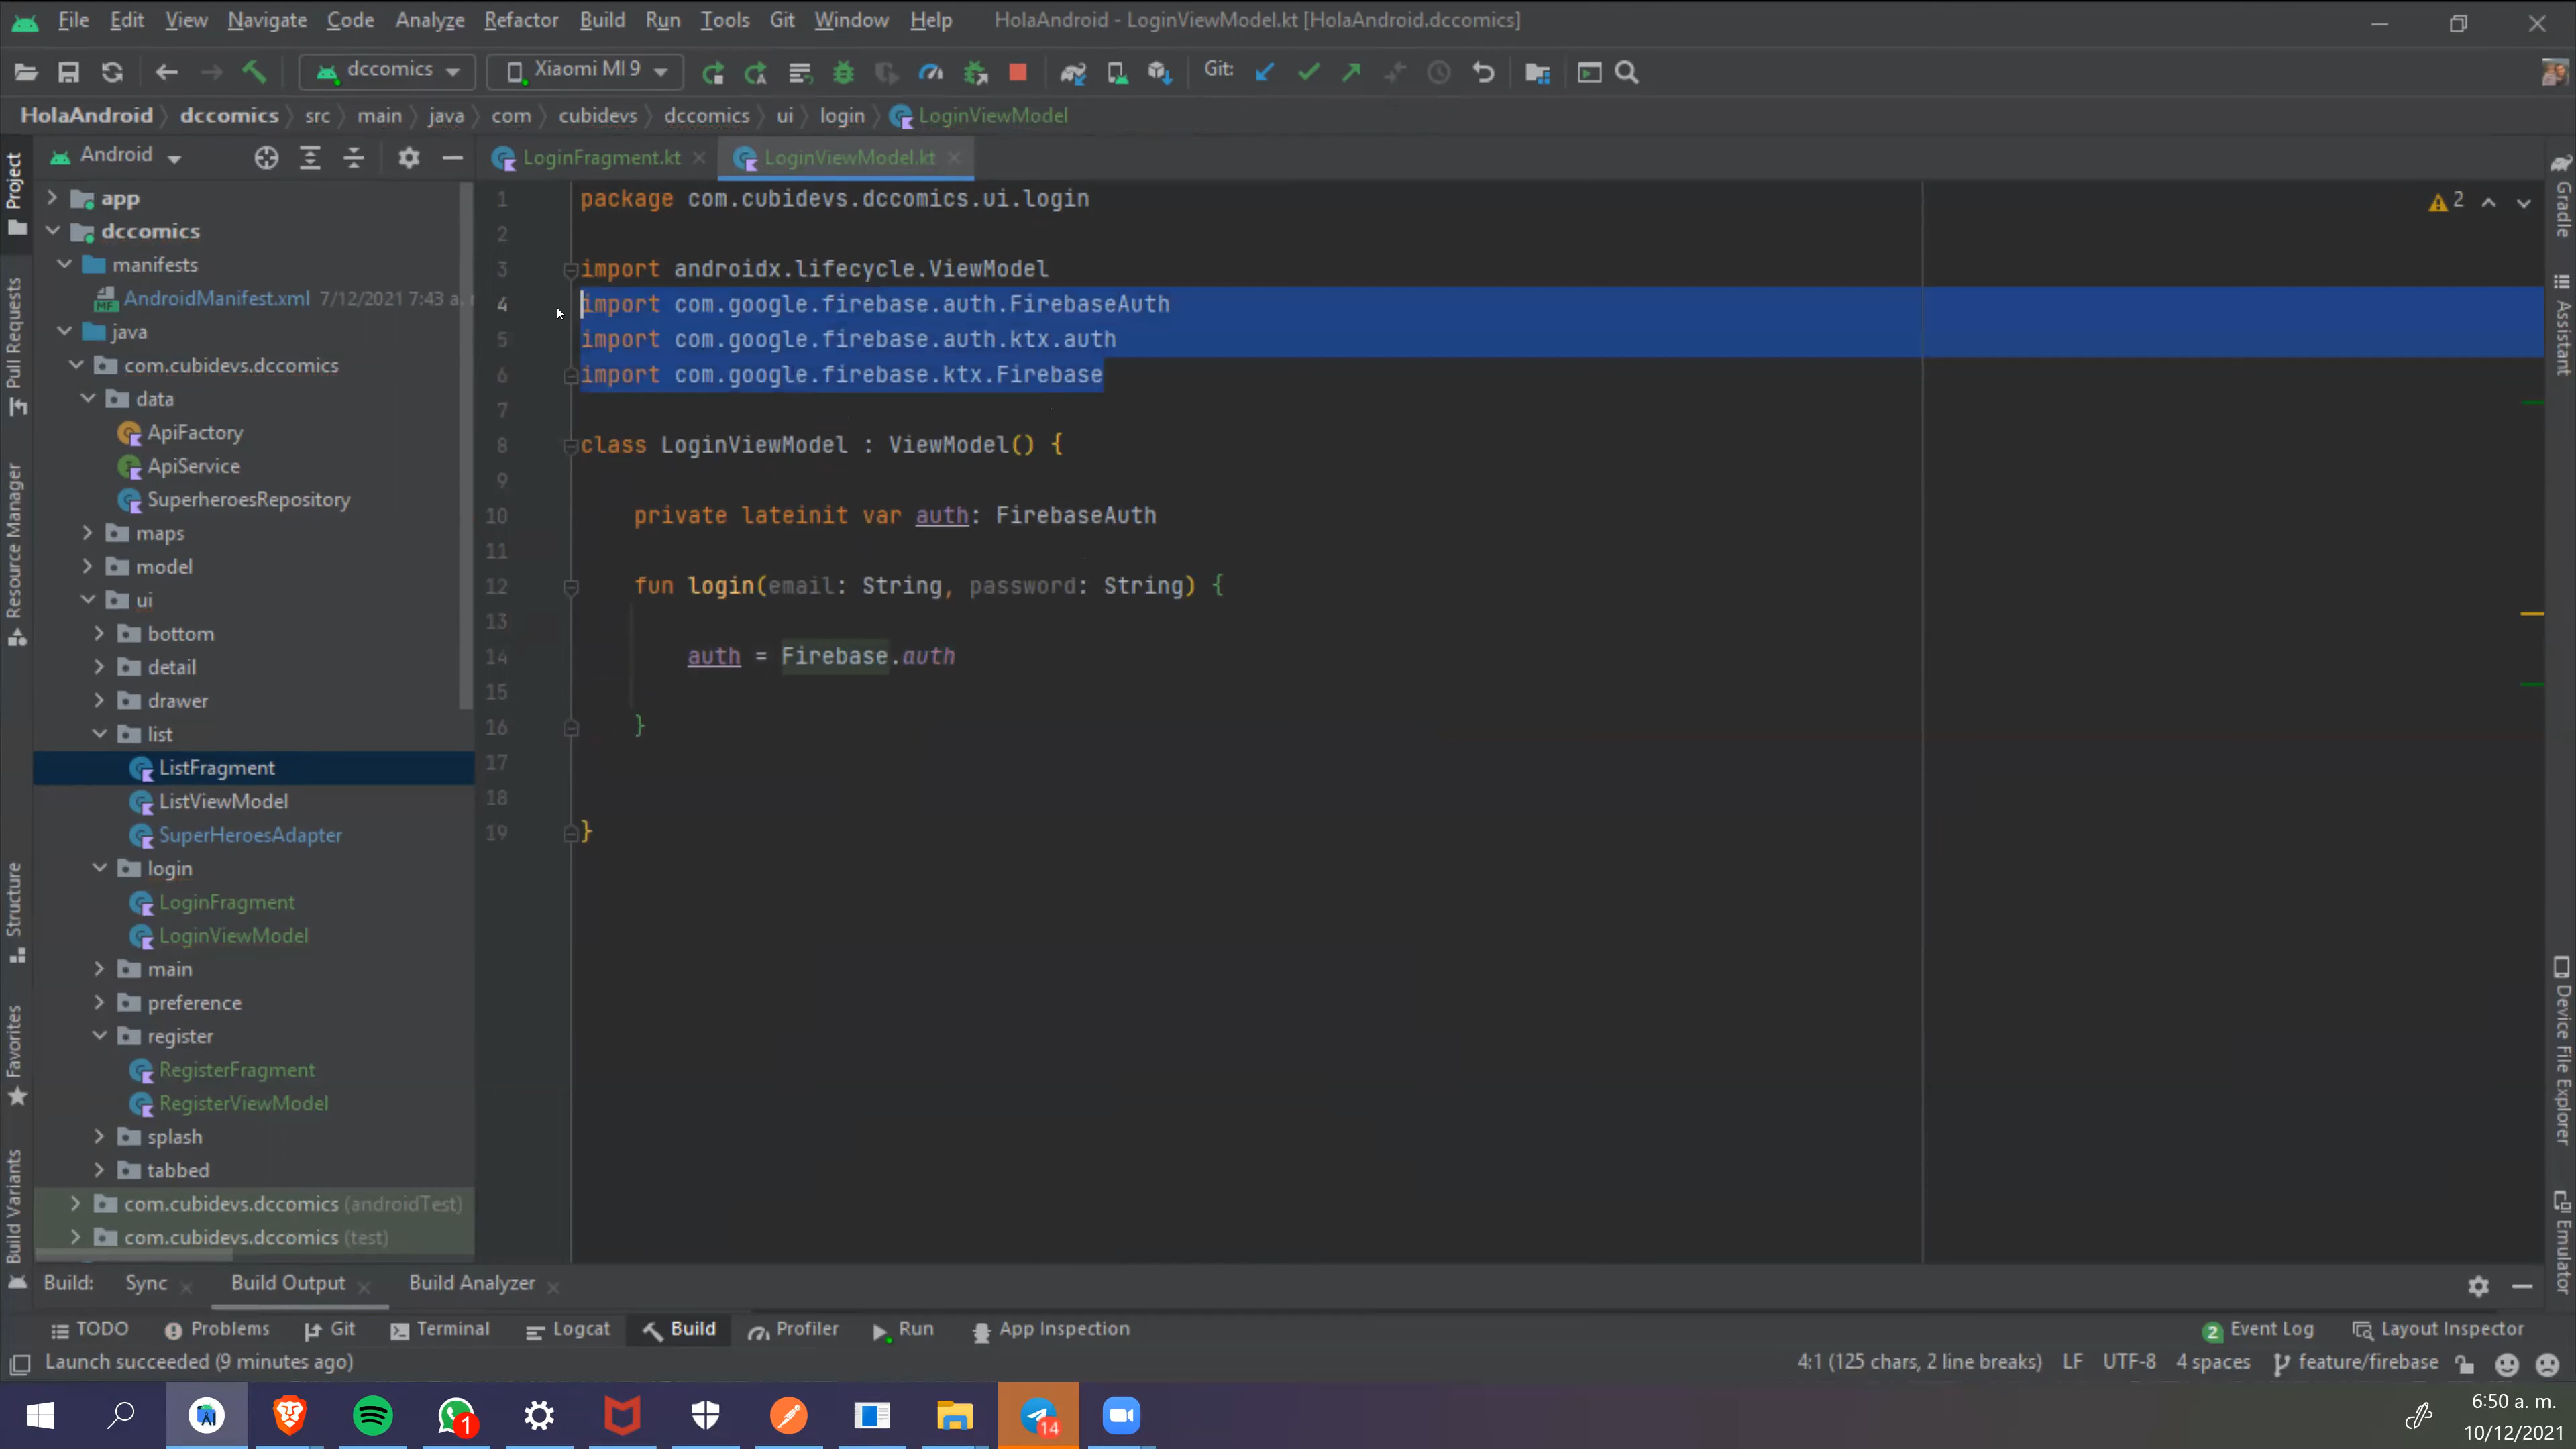 File Edit View Navigate Code Analyze Refactor Build Run Tools Git Window Help HolaAndroid - LoginViewModel.kt [HolaAndroid.dccomics]
dccomics Xiaomi MI 9 Git:
HolaAndroid dccomics src main java com cubidevs dccomics ui login LoginViewModel
Android LoginFragment.kt LoginViewModel.kt
Project
Pull Requests
Resource Manager
Structure
Favorites
Build Variants
app
dccomics
manifests
AndroidManifest.xml 7/12/2021 7:43 a.
java
com.cubidevs.dccomics
data
ApiFactory
ApiService
SuperheroesRepository
maps
model
ui
bottom
detail
drawer
list
ListFragment
ListViewModel
SuperHeroesAdapter
login
LoginFragment
LoginViewModel
main
preference
register
RegisterFragment
RegisterViewModel
splash
tabbed
com.cubidevs.dccomics (androidTest)
com.cubidevs.dccomics (test)
1 package com.cubidevs.dccomics.ui.login
2
3 import androidx.lifecycle.ViewModel
4 import com.google.firebase.auth.FirebaseAuth
5 import com.google.firebase.auth.ktx.auth
6 import com.google.firebase.ktx.Firebase
7
8 class LoginViewModel : ViewModel() {
9
10 private lateinit var auth: FirebaseAuth
11
12 fun login(email: String, password: String) {
13
14 auth = Firebase.auth
15
16 }
17
18
19 }
2
Gradle
Assistant
Device File Explorer
Emulator
Build: Sync Build Output Build Analyzer
TODO Problems Git Terminal Logcat Build Profiler Run App Inspection 2 Event Log Layout Inspector
Launch succeeded (9 minutes ago) 4:1 (125 chars, 2 line breaks) LF UTF-8 4 spaces feature/firebase
1
14
6:50 a. m.
10/12/2021